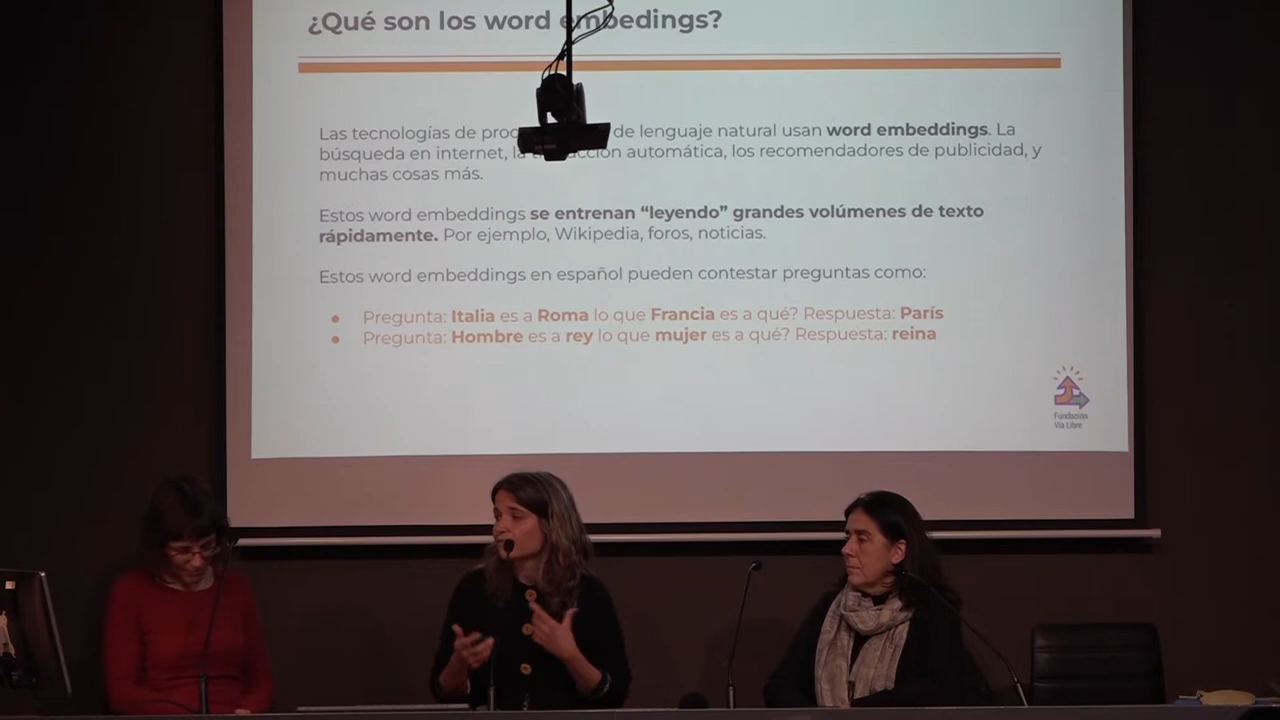 ¿Qué son los word embedings?
Las tecnologías de de lenguaje natural usan word embeddings. La
búsqueda en internet, la automática, los recomendadores de publicidad, y
muchas cosas más.
Estos word embeddings se entrenan “leyendo” grandes volúmenes de texto
rápidamente. Por ejemplo, Wikipedia, foros, noticias.
Estos word embeddings en español pueden contestar preguntas como:
● Pregunta: Italia es a Roma lo que Francia es a qué? Respuesta: París
● Pregunta: Hombre es a rey lo que mujer es a qué? Respuesta: reina
Fundación
Vía Libre